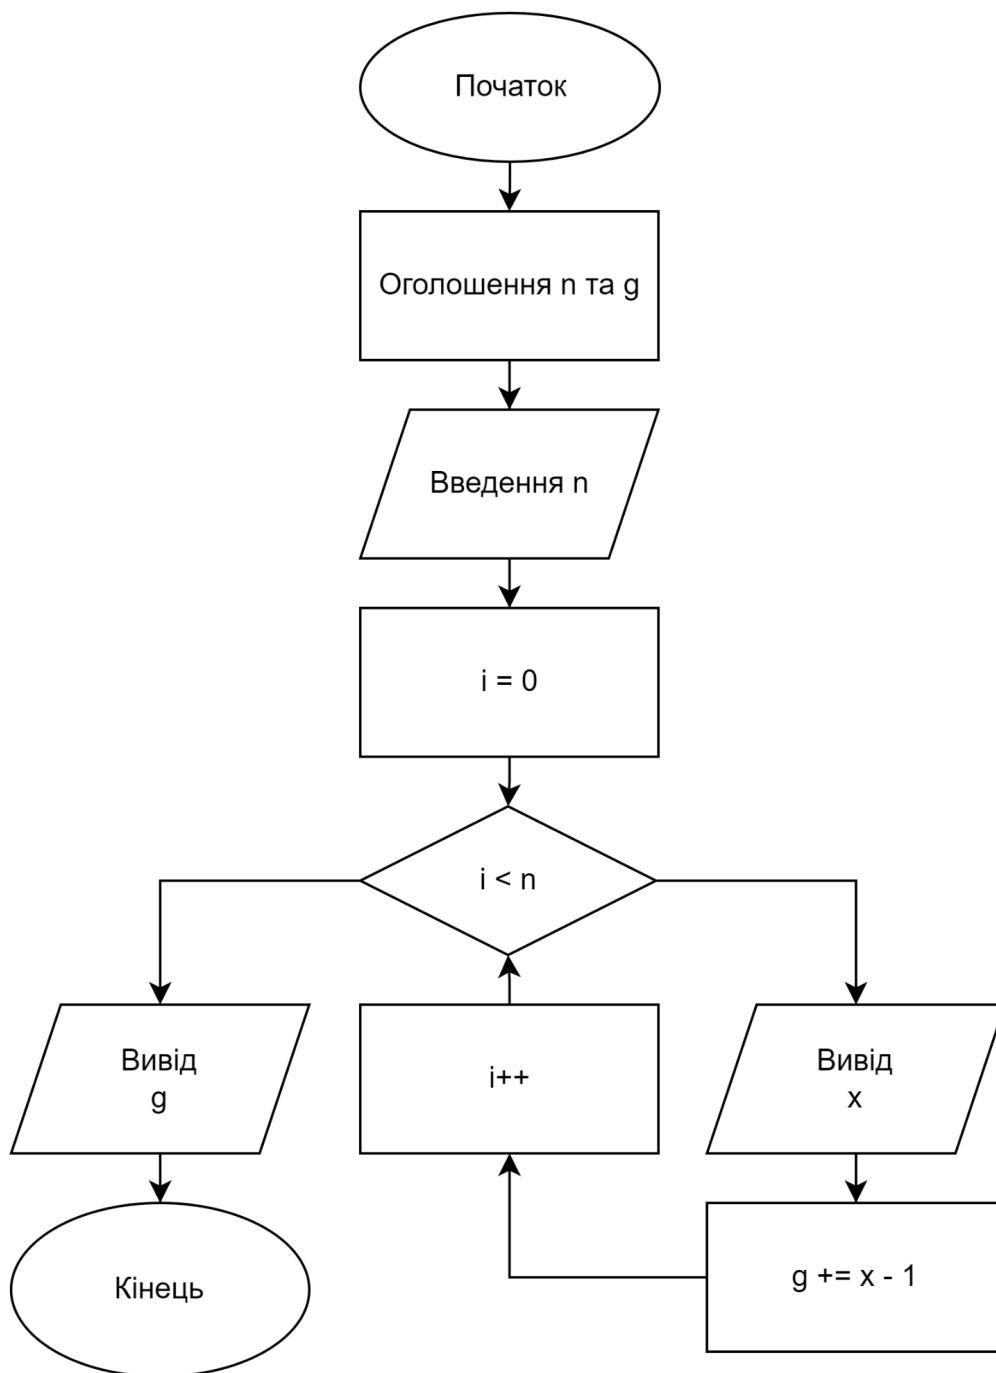 Початок
Оголошення n та g
Введення n
i = 0
i < n
Вивід
g
i++
Вивід
x
Кінець
g += x - 1